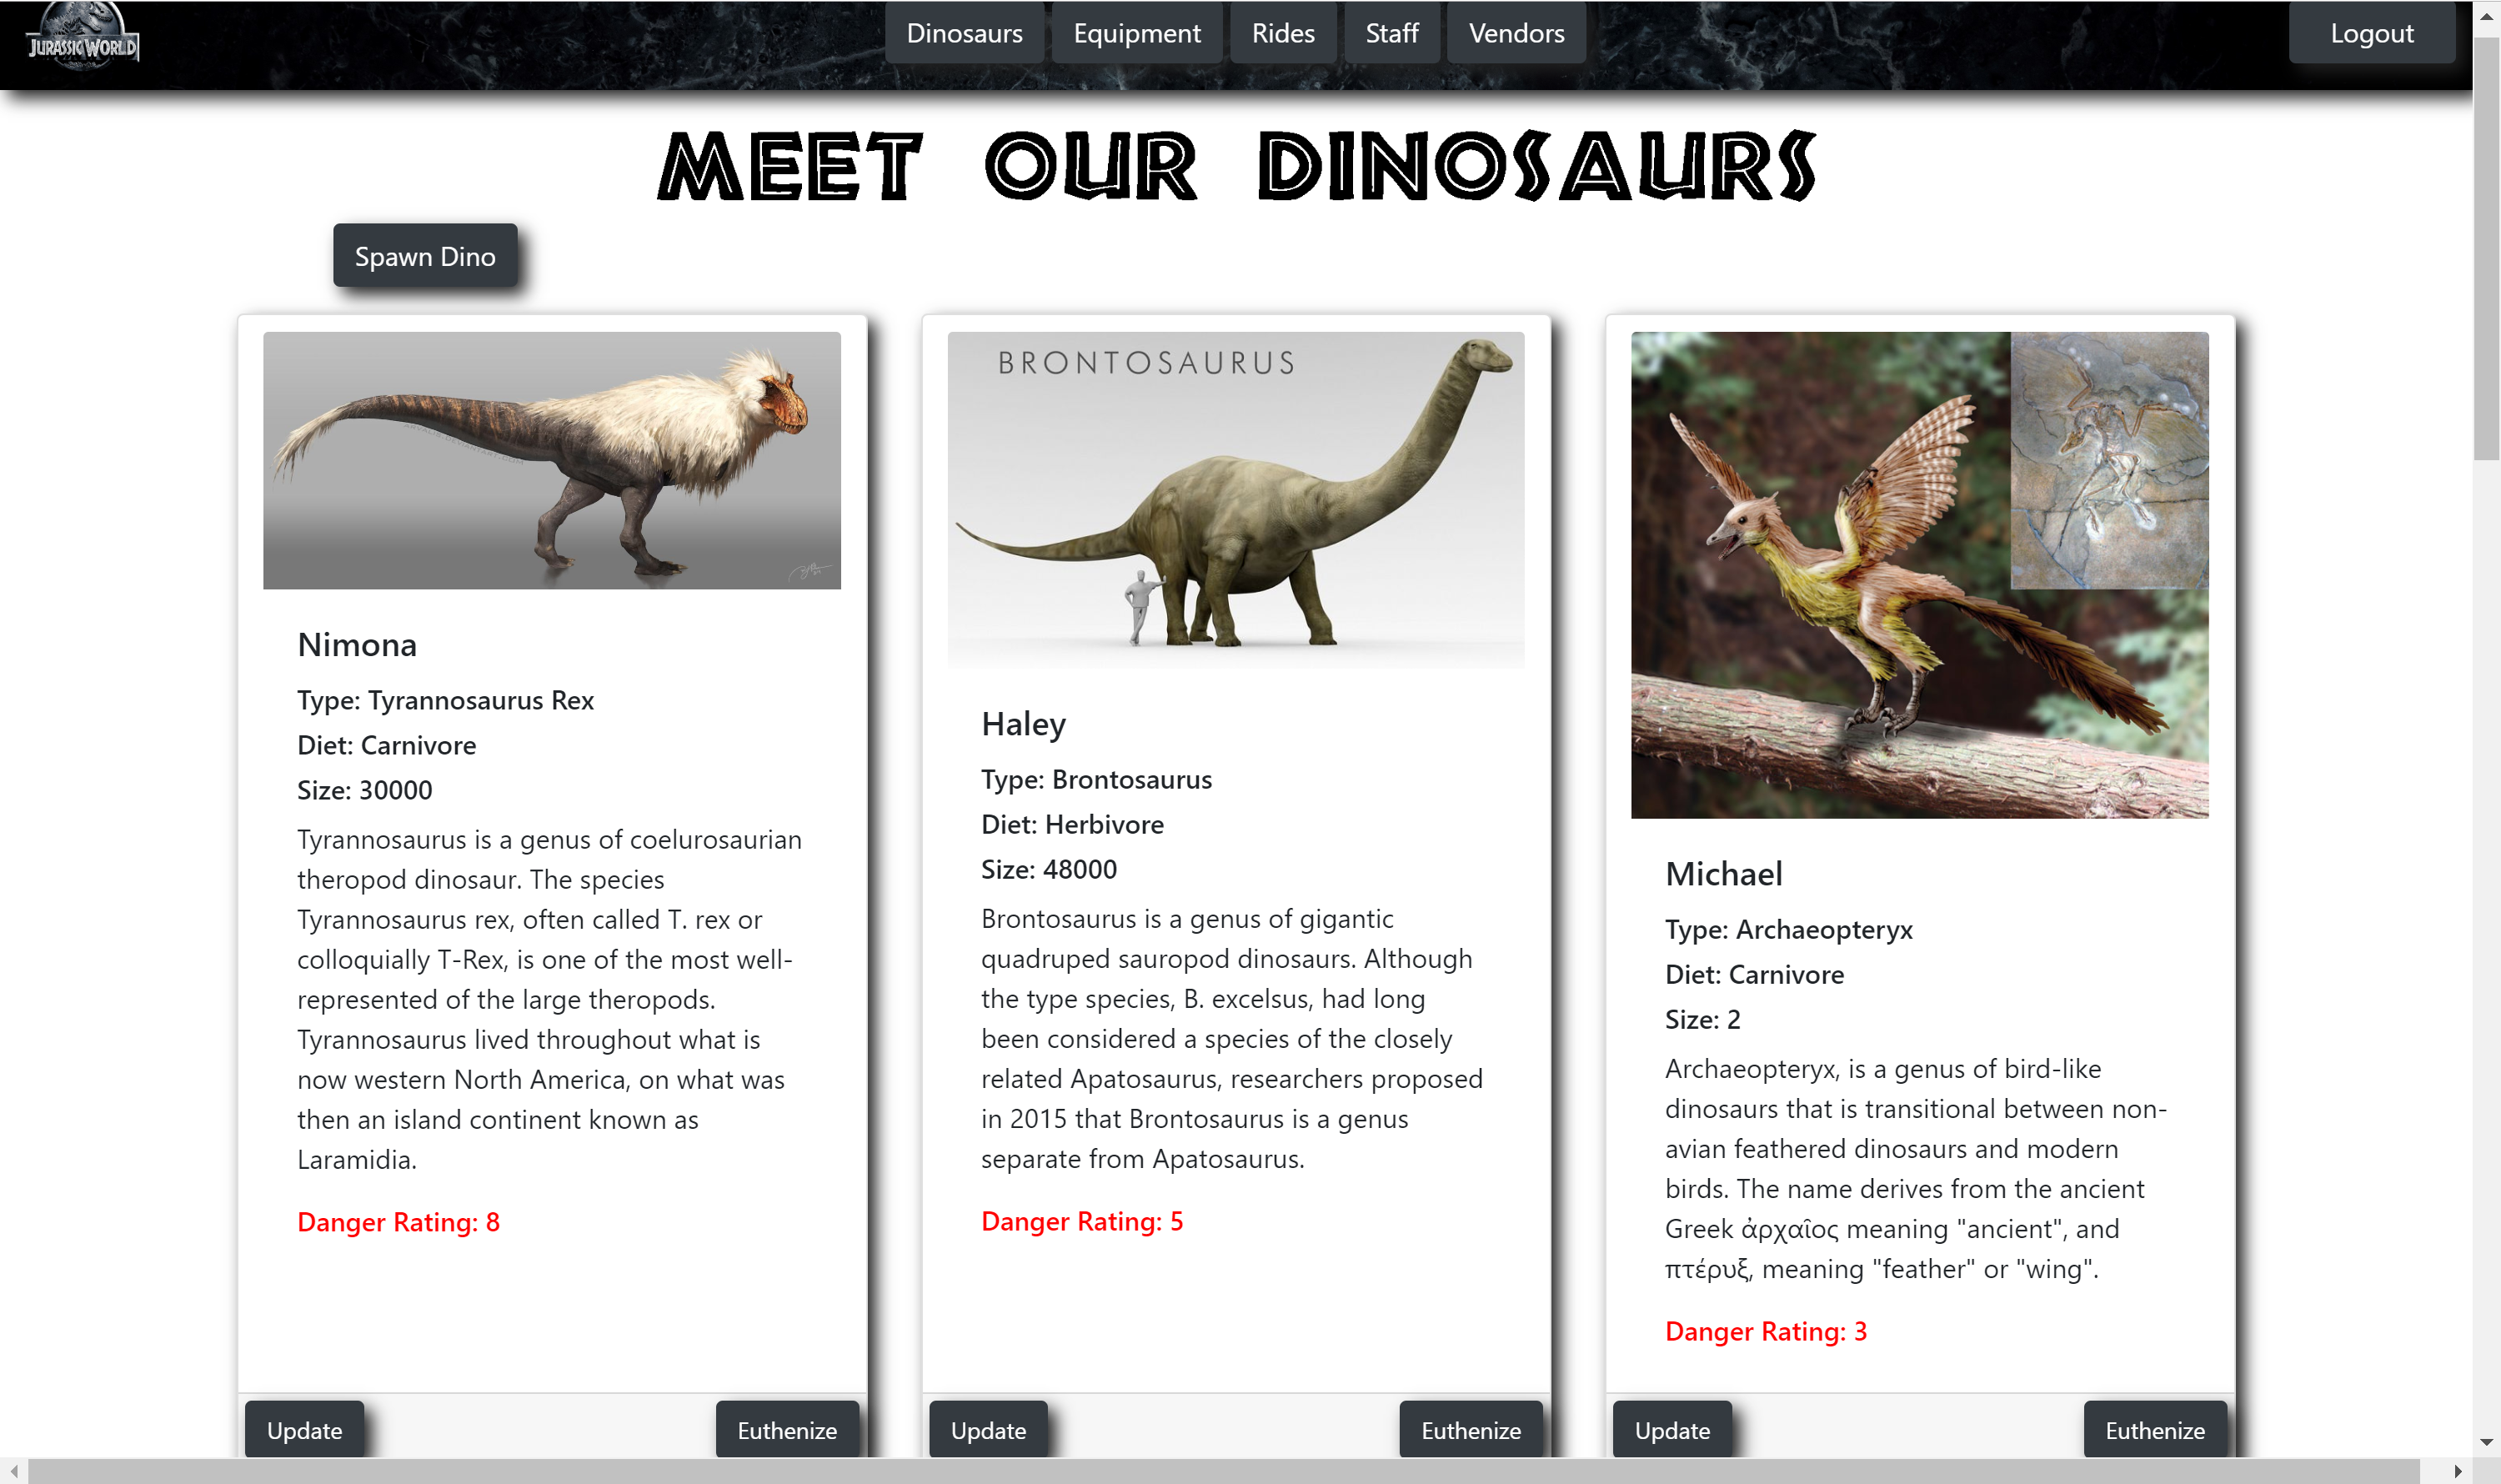 JURASSIC WORLD
Dinosaurs Equipment Rides Staff Vendors Logout
MEET OUR DINOSAURS
Spawn Dino
Nimona
Type: Tyrannosaurus Rex
Diet: Carnivore
Size: 30000
Tyrannosaurus is a genus of coelurosaurian
theropod dinosaur. The species
Tyrannosaurus rex, often called T. rex or
colloquially T-Rex, is one of the most well-
represented of the large theropods.
Tyrannosaurus lived throughout what is
now western North America, on what was
then an island continent known as
Laramidia.
Danger Rating: 8
Update Euthenize
BRONTOSAURUS
Haley
Type: Brontosaurus
Diet: Herbivore
Size: 48000
Brontosaurus is a genus of gigantic
quadruped sauropod dinosaurs. Although
the type species, B. excelsus, had long
been considered a species of the closely
related Apatosaurus, researchers proposed
in 2015 that Brontosaurus is a genus
separate from Apatosaurus.
Danger Rating: 5
Update Euthenize
Michael
Type: Archaeopteryx
Diet: Carnivore
Size: 2
Archaeopteryx, is a genus of bird-like
dinosaurs that is transitional between non-
avian feathered dinosaurs and modern
birds. The name derives from the ancient
Greek ἀρχαῖος meaning "ancient", and
πτέρυξ, meaning "feather" or "wing".
Danger Rating: 3
Update Euthenize